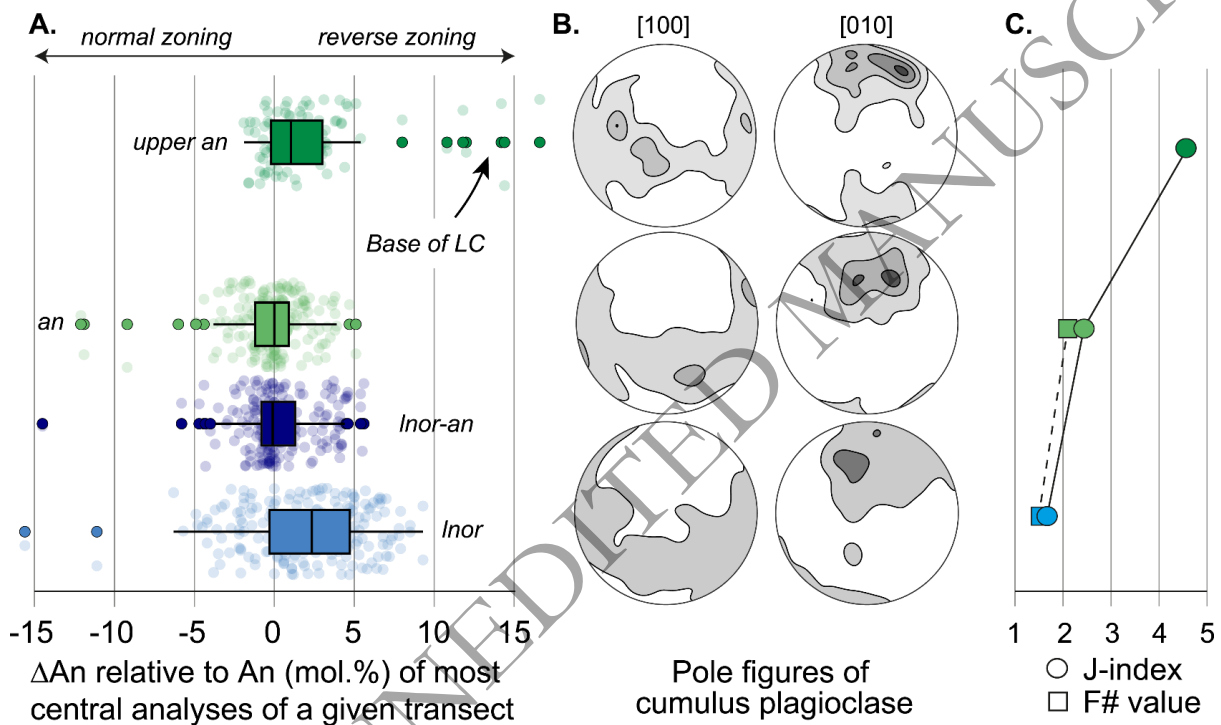 A.
normal zoning
reverse zoning
B.
[100]
[010]
C.
upper an
Base of LC
an
lnor-an
lnor
-15 -10 -5 0 5 10 15
ΔAn relative to An (mol.%) of most
central analyses of a given transect
Pole figures of
cumulus plagioclase
1 2 3 4 5
J-index
F# value
UNEDITED MANUSCRI